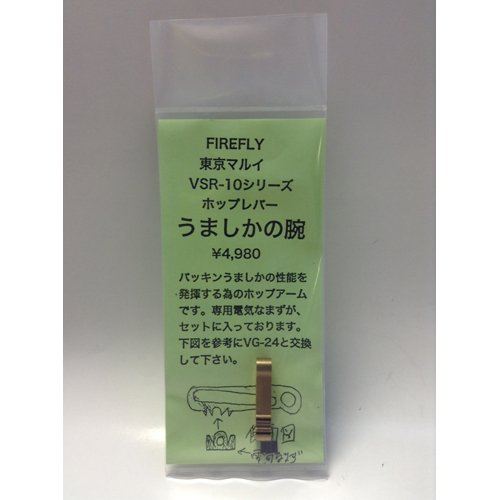 FIREFLY
東京マルイ
VSR-10シリーズ
ホップレバー
うましかの腕
¥4,980
パッキンうましかの性能を
発揮する為のホップアーム
です。専用電気なまずが、
セットに入っております。
下図を参考にVG-24と交換
して下さい。